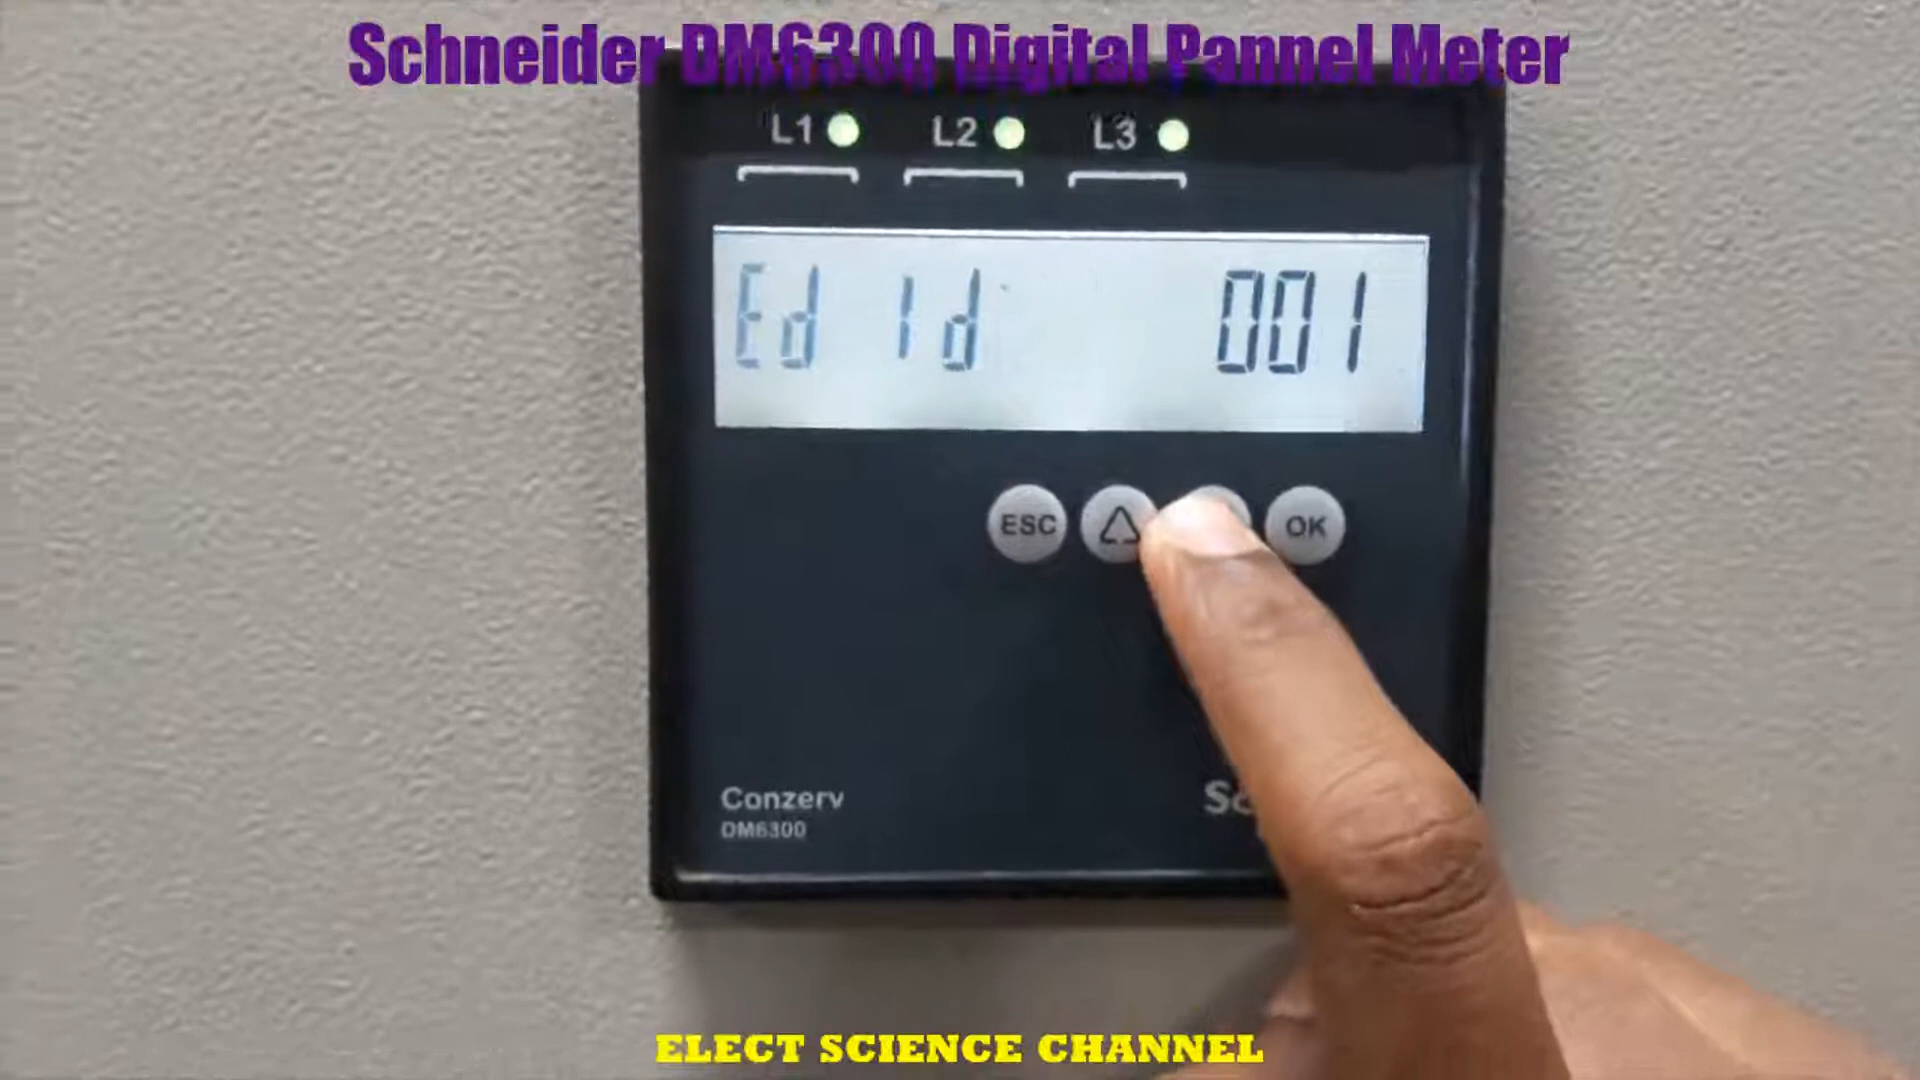 Schneider DM6300 Digital Pannel Meter
L1 L2 L3
Ed id 001
ESC OK
Conzerv
DM6300
ELECT SCIENCE CHANNEL